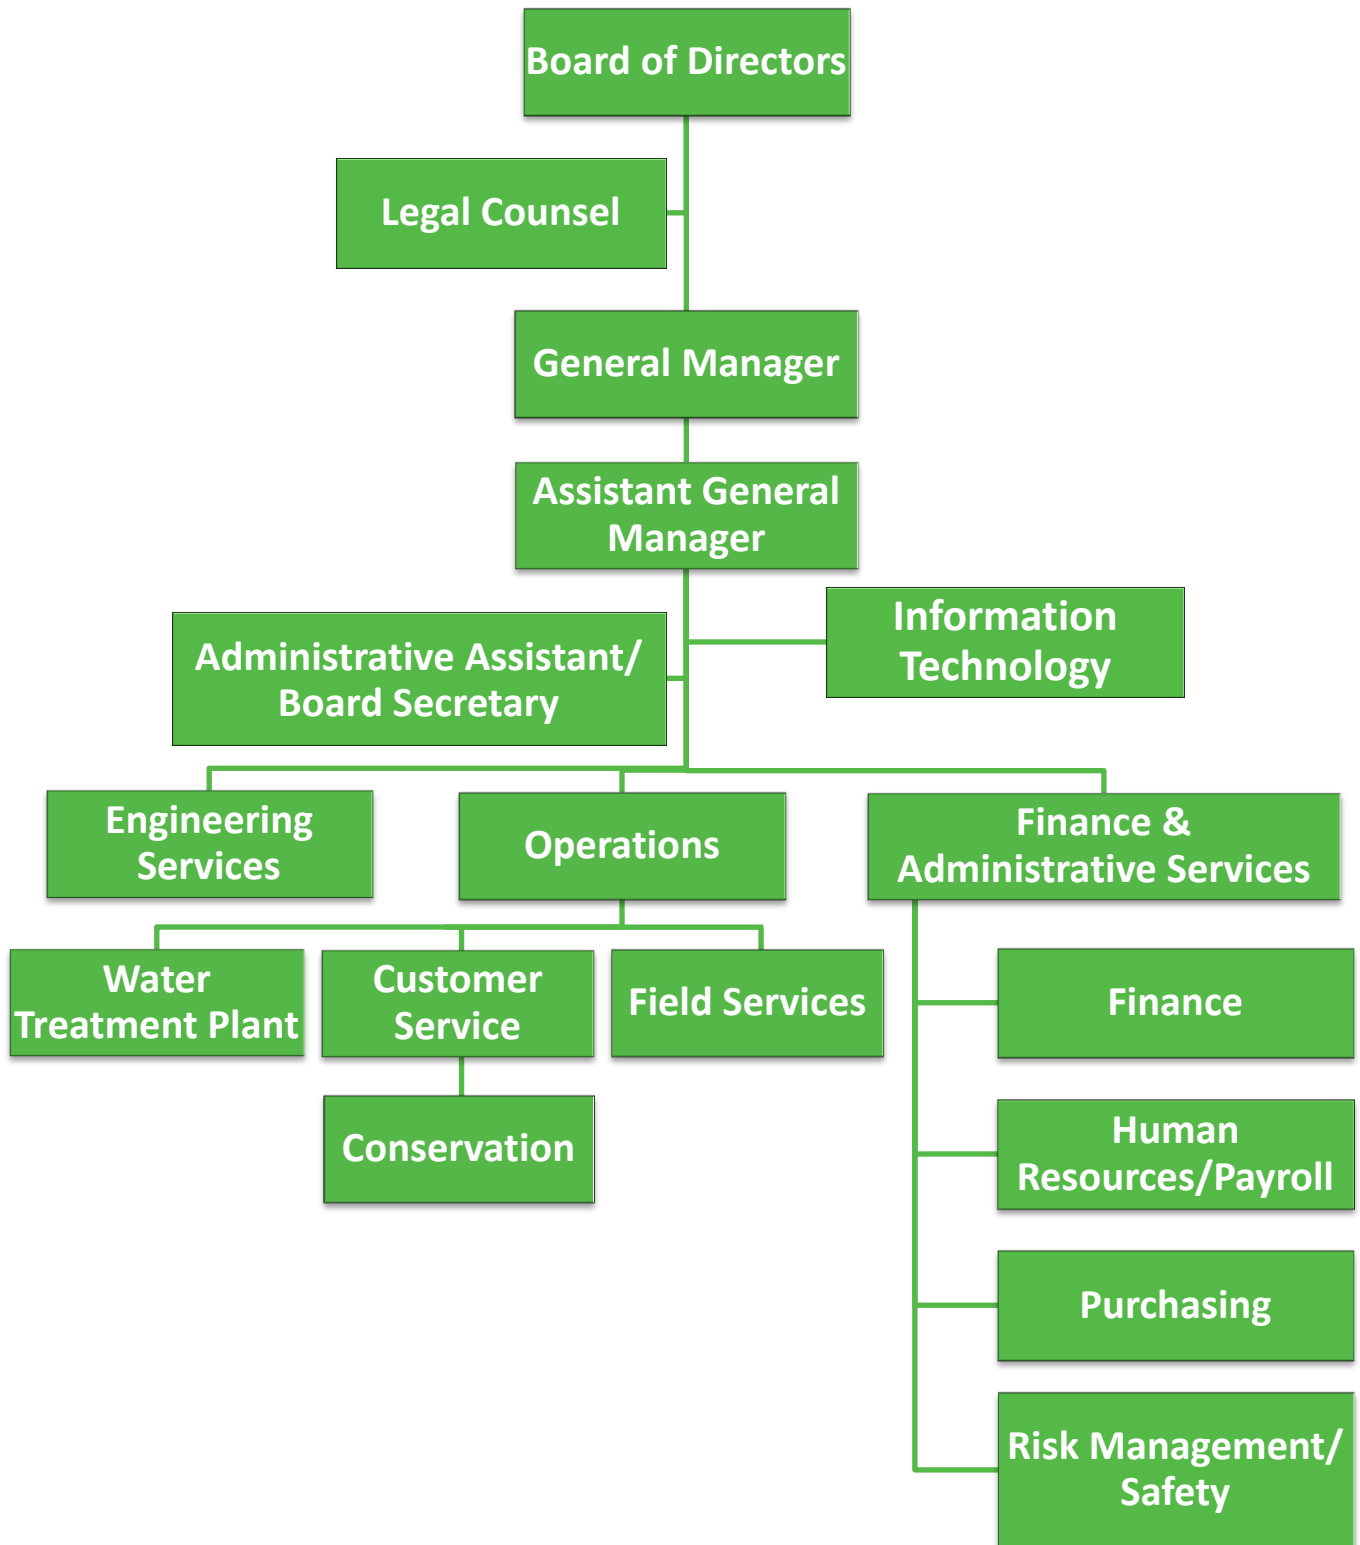 Board of Directors
Legal Counsel
General Manager
Assistant General
Manager
Information
Technology
Administrative Assistant/
Board Secretary
Engineering
Services
Operations
Finance &
Administrative Services
Water
Treatment Plant
Customer
Service
Field Services
Finance
Conservation
Human
Resources/Payroll
Purchasing
Risk Management/
Safety